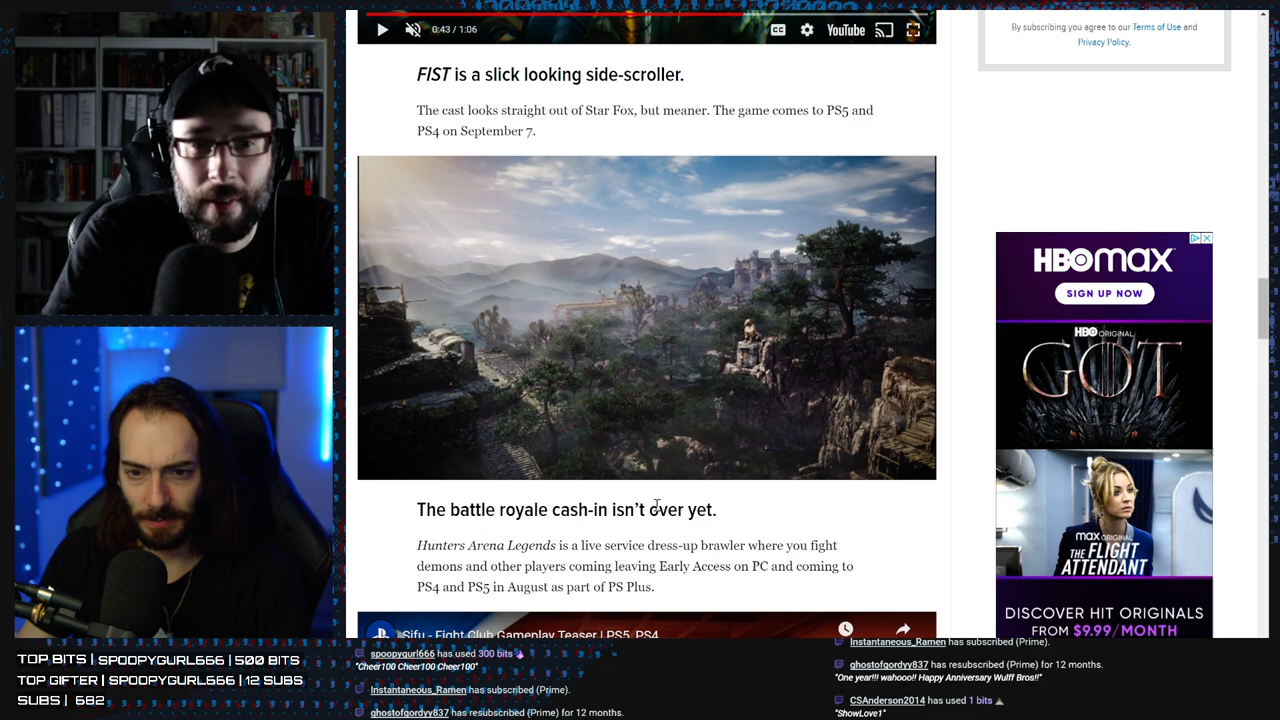 0:43 / 1:06
CC
YouTube
FIST is a slick looking side-scroller.
The cast looks straight out of Star Fox, but meaner. The game comes to PS5 and
PS4 on September 7.
The battle royale cash-in isn't over yet.
Hunters Arena Legends is a live service dress-up brawler where you fight
demons and other players coming leaving Early Access on PC and coming to
PS4 and PS5 in August as part of PS Plus.
Sifu - Fight Club Gameplay Teaser | PS5, PS4
By subscribing you agree to our Terms of Use and
Privacy Policy.
HBOMAX
SIGN UP NOW
HBO ORIGINAL
GOT
max ORIGINAL
THE FLIGHT
ATTENDANT
DISCOVER HIT ORIGINALS
FROM $9.99/MONTH
TOP BITS | SPOOPYGURL666 | 500 BITS
TOP GIFTER | SPOOPYGURL666 | 12 SUBS
SUBS | 682
spoopygurl666 has used 300 bits
"Cheer100 Cheer100 Cheer100"
Instantaneous_Ramen has subscribed (Prime).
ghostofgordyy837 has resubscribed (Prime) for 12 months.
Instantaneous_Ramen has subscribed (Prime).
ghostofgordyy837 has resubscribed (Prime) for 12 months.
"One year!!! wahooo!! Happy Anniversary Wulff Bros!!"
CSAnderson2014 has used 1 bits
"ShowLove1"